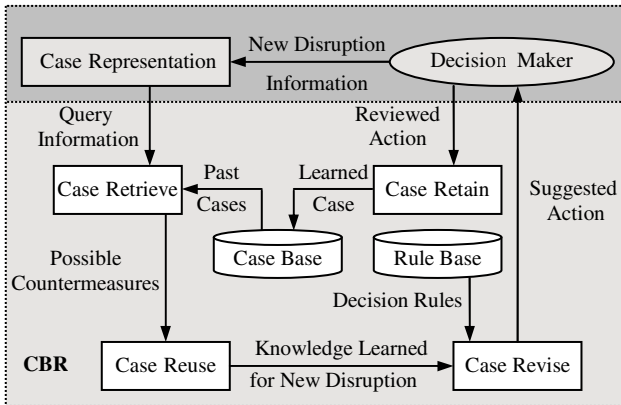 New Disruption
Case Representation
Decision Maker
Information
Query
Information
Reviewed
Action
Past
Cases
Learned
Case
Case Retrieve
Case Retain
Suggested
Action
Case Base
Rule Base
Possible
Countermeasures
Decision Rules
CBR
Case Reuse
Knowledge Learned
for New Disruption
Case Revise